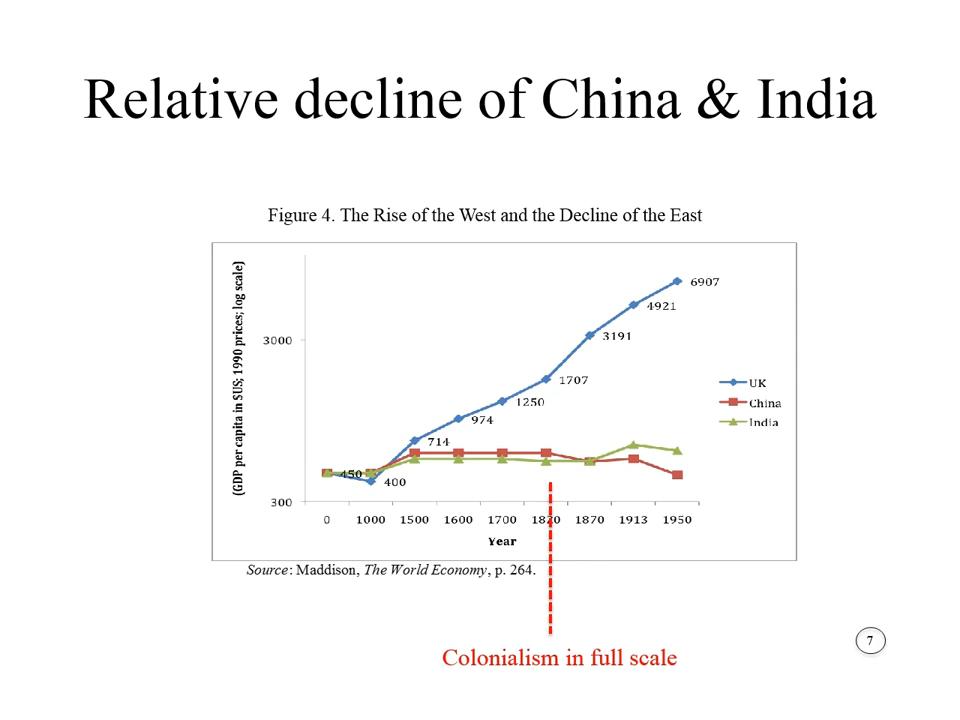 Relative decline of China & India
Figure 4. The Rise of the West and the Decline of the East
(GDP per capita in $US; 1990 prices; log scale)
6907
4921
3000
3191
1707
UK
1250
China
974
India
714
450
400
300
0 1000 1500 1600 1700 1820 1870 1913 1950
Year
Source: Maddison, The World Economy, p. 264.
7
Colonialism in full scale